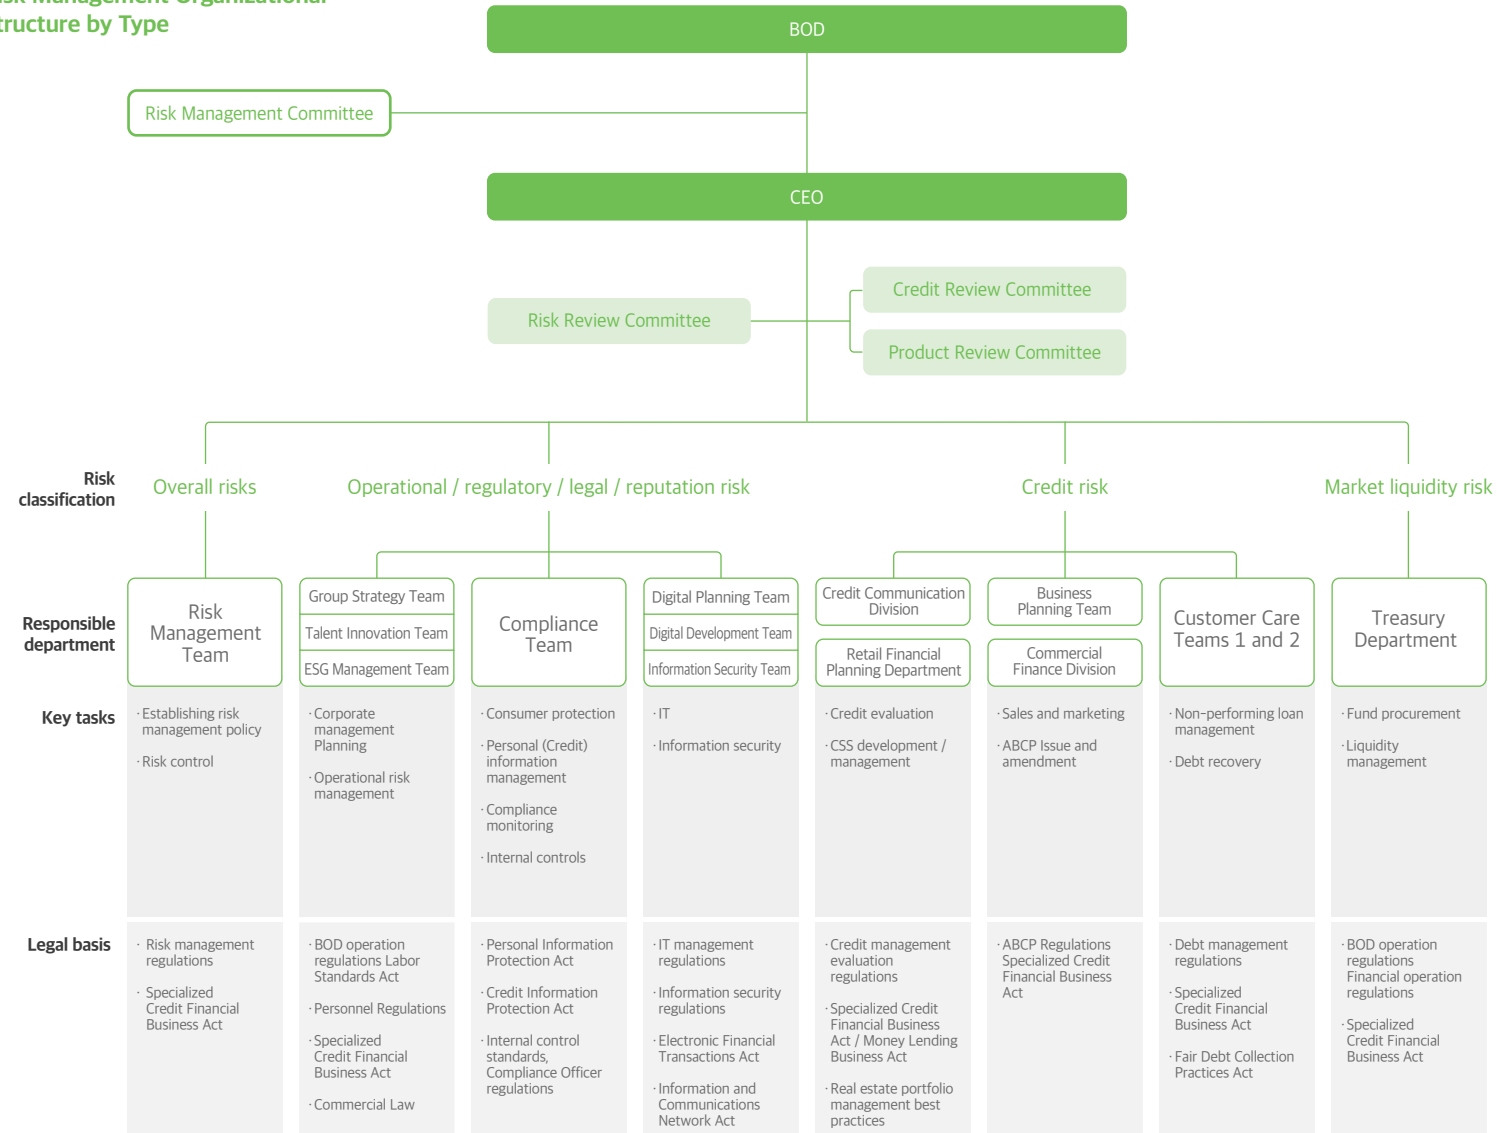 Structure by Type
BOD
Risk Management Committee
CEO
Credit Review Committee
Risk Review Committee
Product Review Committee
Risk
classification
Overall risks
Operational / regulatory / legal / reputation risk
Credit risk
Market liquidity risk
Responsible
department
Risk
Management
Team
Group Strategy Team
Talent Innovation Team
ESG Management Team
Compliance
Team
Digital Planning Team
Digital Development Team
Information Security Team
Credit Communication
Division
Retail Financial
Planning Department
Business
Planning Team
Commercial
Finance Division
Customer Care
Teams 1 and 2
Treasury
Department
Key tasks
· Establishing risk
management policy
· Risk control
· Corporate
management
Planning
· Operational risk
management
· Consumer protection
· Personal (Credit)
information
management
· Compliance
monitoring
· Internal controls
· IT
· Information security
· Credit evaluation
· CSS development /
management
· Sales and marketing
· ABCP Issue and
amendment
· Non-performing loan
management
· Debt recovery
· Fund procurement
· Liquidity
management
Legal basis
· Risk management
regulations
· Specialized
Credit Financial
Business Act
· BOD operation
regulations Labor
Standards Act
· Personnel Regulations
· Specialized
Credit Financial
Business Act
· Commercial Law
· Personal Information
Protection Act
· Credit Information
Protection Act
· Internal control
standards,
Compliance Officer
regulations
· IT management
regulations
· Information security
regulations
· Electronic Financial
Transactions Act
· Information and
Communications
Network Act
· Credit management
evaluation
regulations
· Specialized Credit
Financial Business
Act / Money Lending
Business Act
· Real estate portfolio
management best
practices
· ABCP Regulations
Specialized Credit
Financial Business
Act
· Debt management
regulations
· Specialized
Credit Financial
Business Act
· Fair Debt Collection
Practices Act
· BOD operation
regulations
Financial operation
regulations
· Specialized
Credit Financial
Business Act